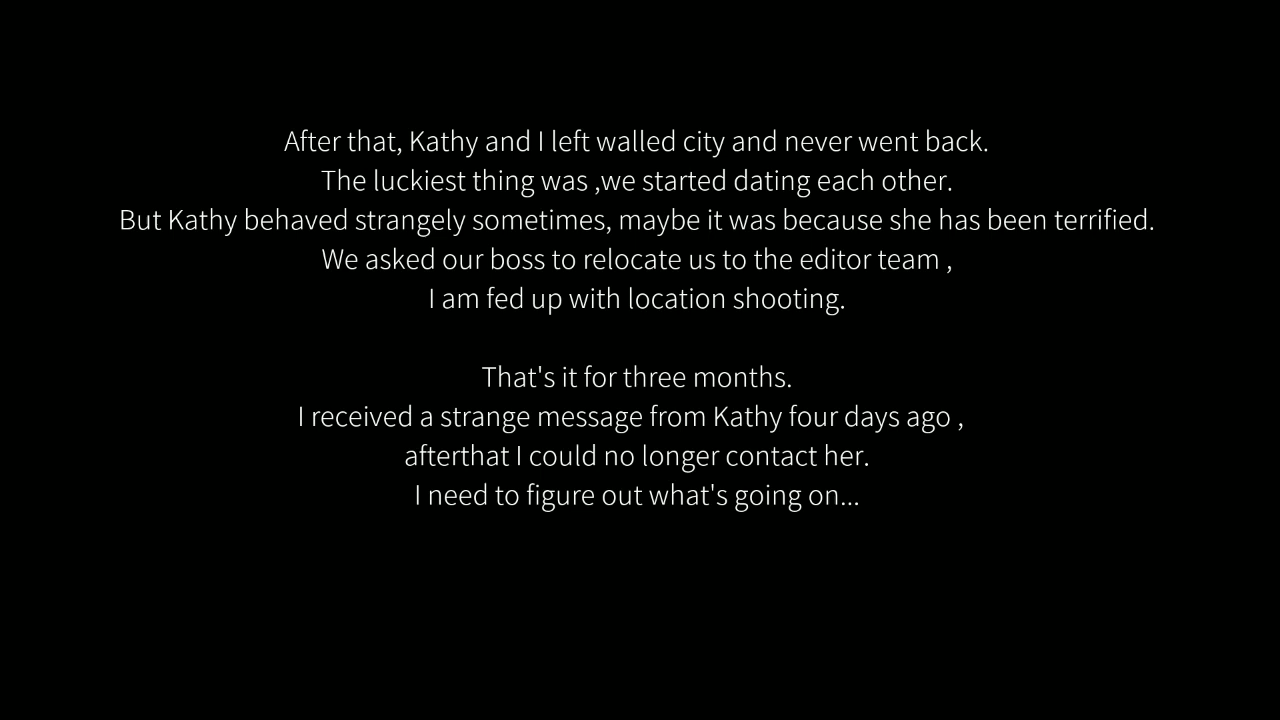 After that, Kathy and I left walled city and never went back.
The luckiest thing was ,we started dating each other.
But Kathy behaved strangely sometimes, maybe it was because she has been terrified.
We asked our boss to relocate us to the editor team ,
I am fed up with location shooting.
That's it for three months.
I received a strange message from Kathy four days ago ,
afterthat I could no longer contact her.
I need to figure out what's going on...